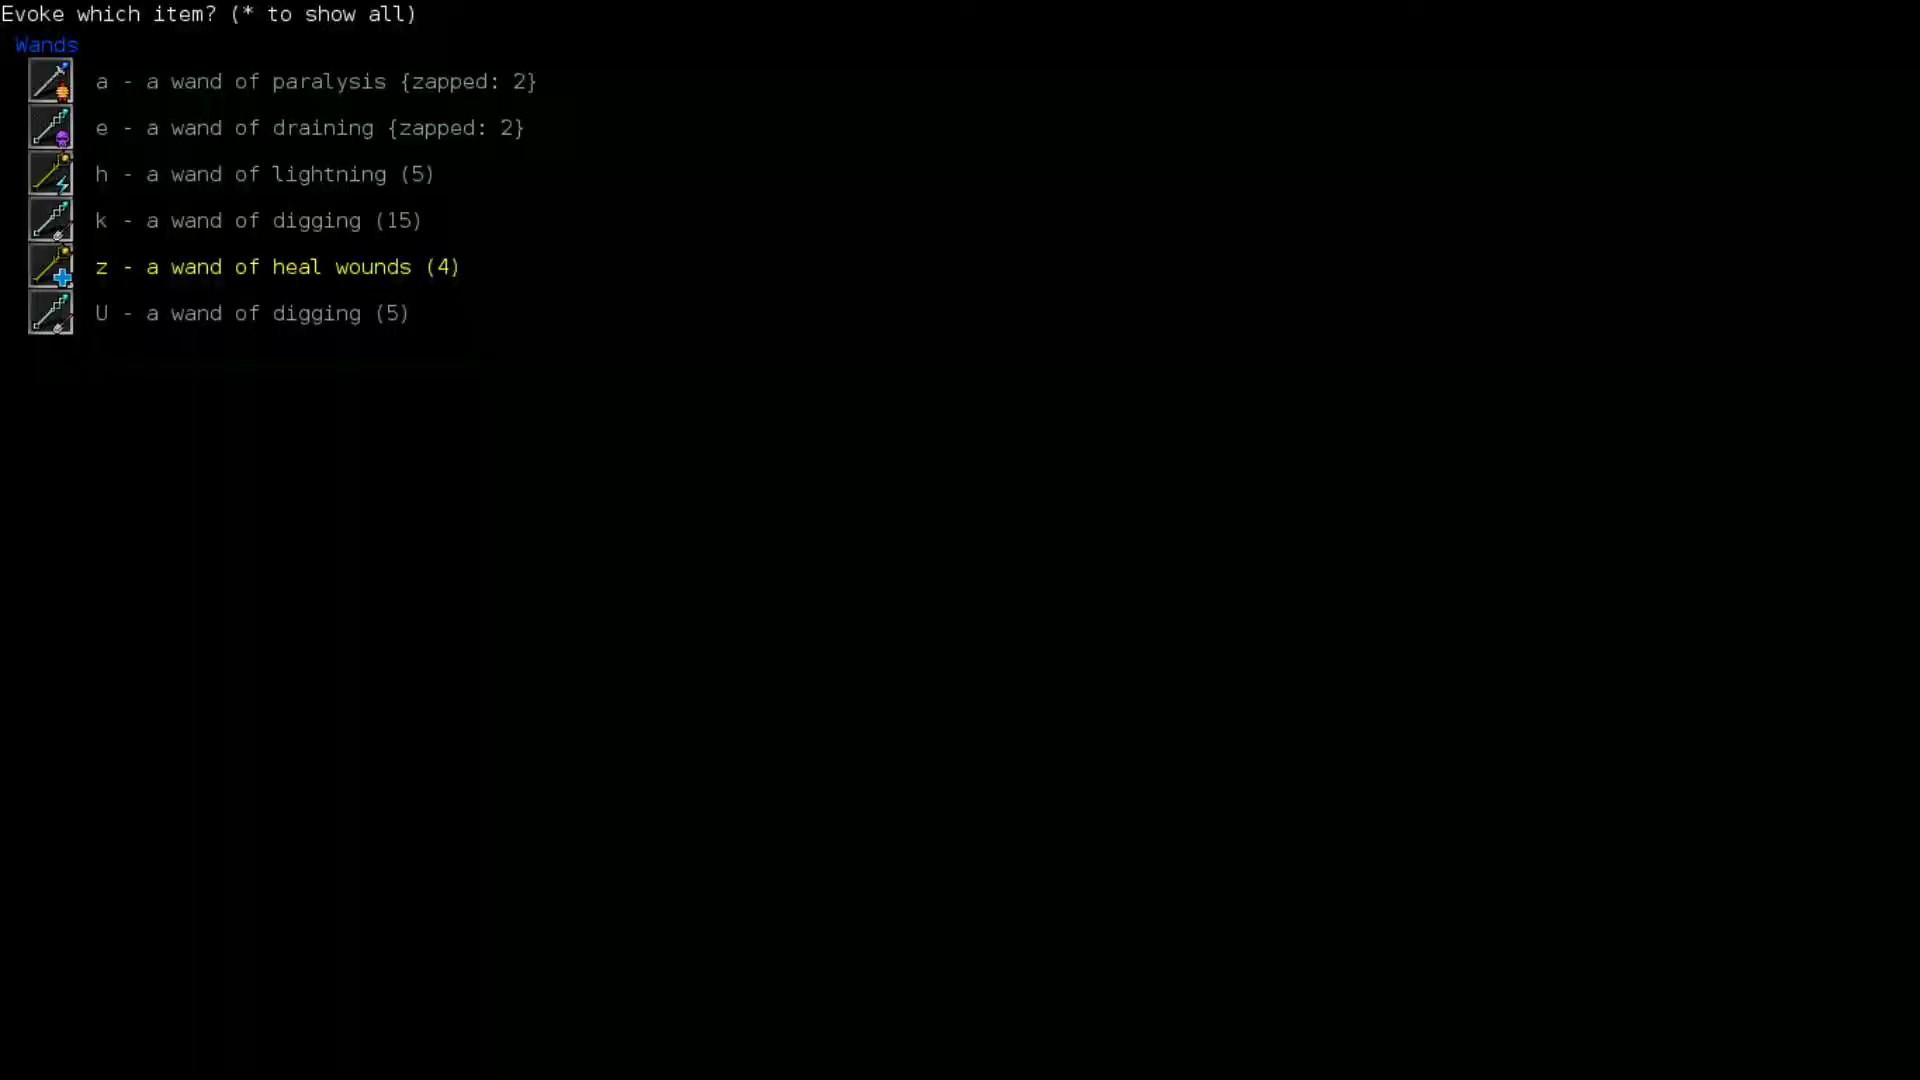 Evoke which item? (* to show all)
Wands
a - a wand of paralysis {zapped: 2}
e - a wand of draining {zapped: 2}
h - a wand of lightning (5)
k - a wand of digging (15)
z - a wand of heal wounds (4)
U - a wand of digging (5)